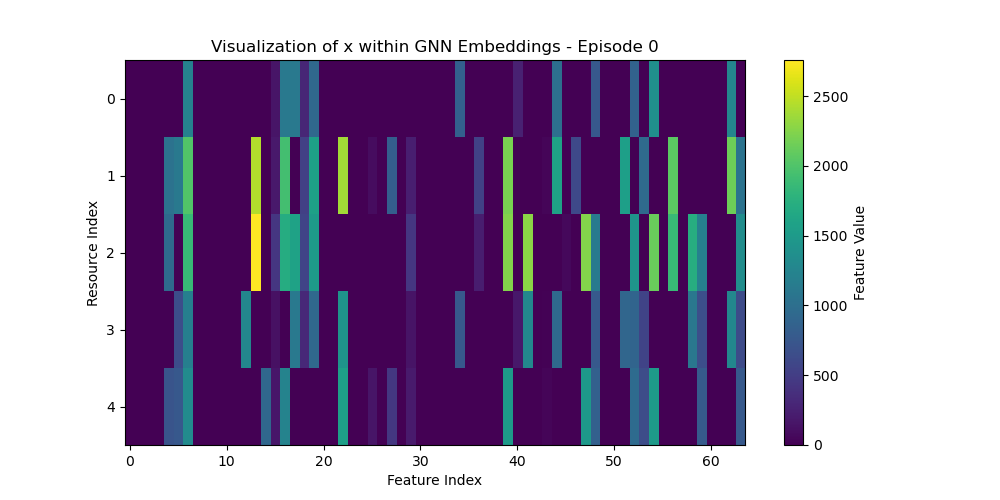 Visualization of x within GNN Embeddings - Episode 0
Resource Index
0
1
2
3
4
0 10 20 30 40 50 60
Feature Index
2500
2000
1500
1000
500
0
Feature Value